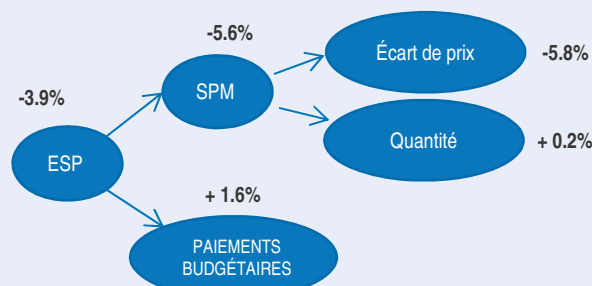 -5.6%
Écart de prix
-5.8%
-3.9%
SPM
Quantité
+ 0.2%
ESP
+ 1.6%
PAIEMENTS
BUDGÉTAIRES